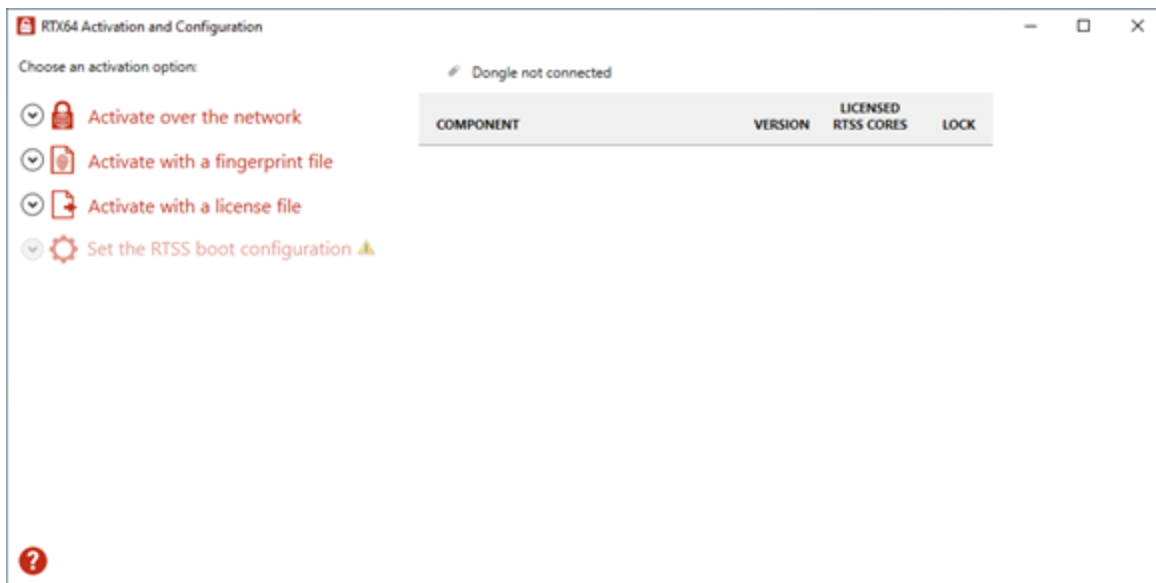 RTX64 Activation and Configuration
Choose an activation option:
Activate over the network
Activate with a fingerprint file
Activate with a license file
Set the RTSS boot configuration
Dongle not connected
COMPONENT VERSION LICENSED RTSS CORES LOCK
?